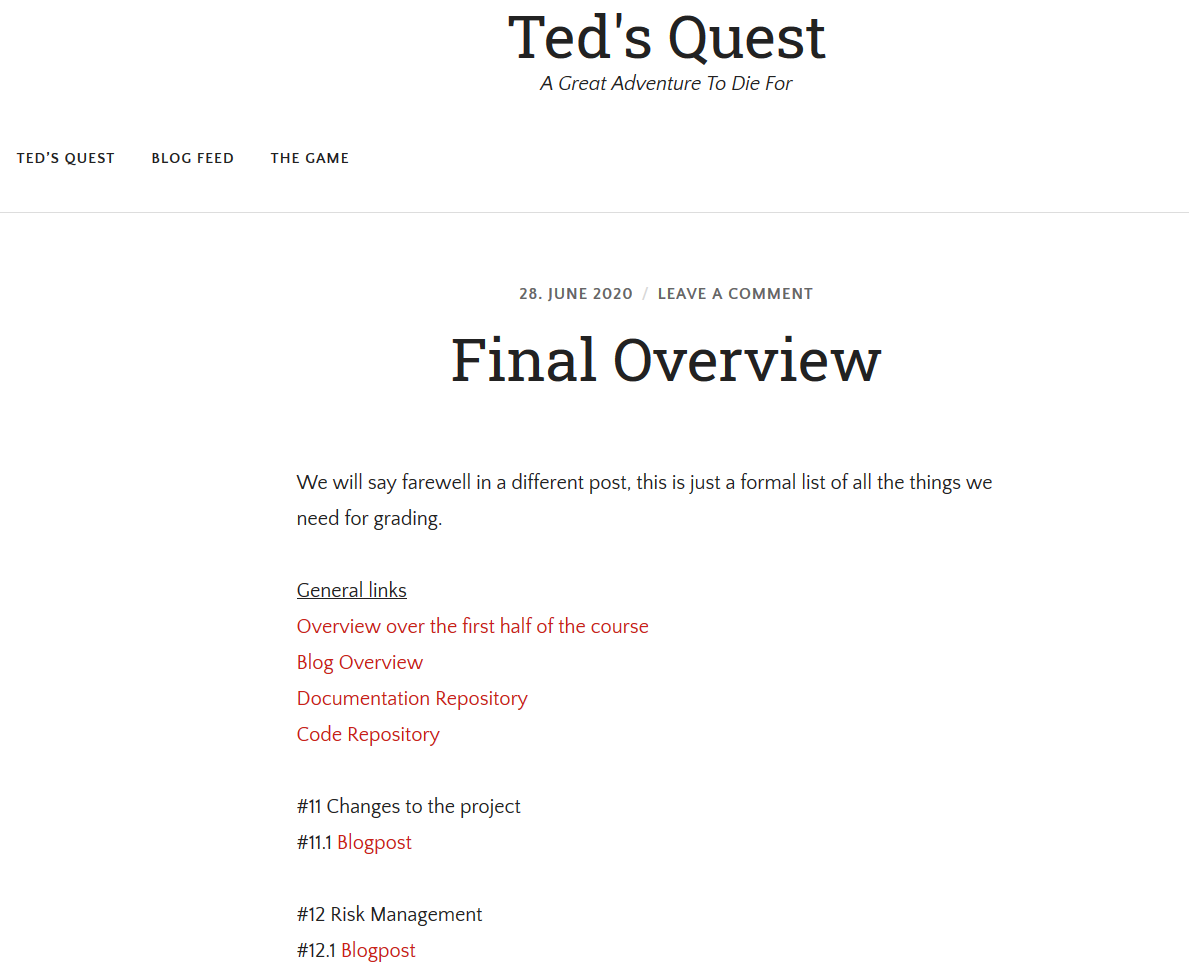 Ted's Quest
A Great Adventure To Die For
TED’S QUEST BLOG FEED THE GAME
28. JUNE 2020 / LEAVE A COMMENT
Final Overview
We will say farewell in a different post, this is just a formal list of all the things we
need for grading.
General links
Overview over the first half of the course
Blog Overview
Documentation Repository
Code Repository
#11 Changes to the project
#11.1 Blogpost
#12 Risk Management
#12.1 Blogpost